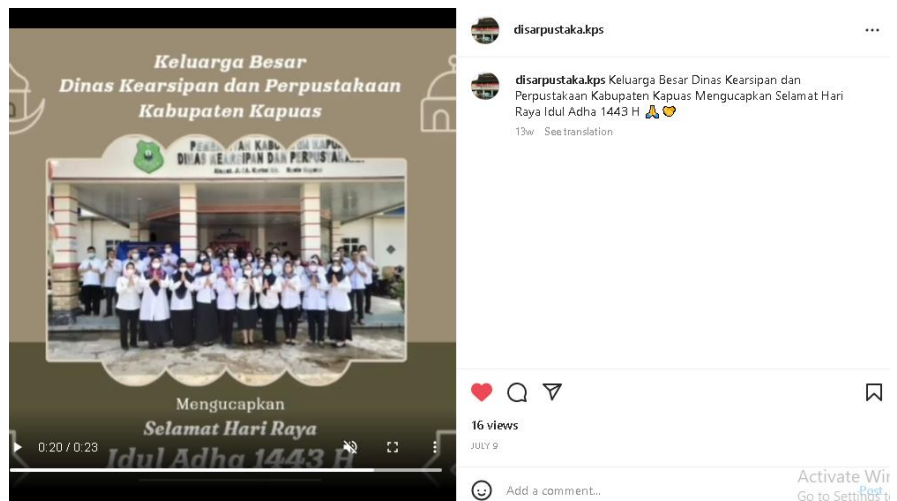 Keluarga Besar
Dinas Kearsipan dan Perpustakaan
Kabupaten Kapuas
DINAS KEARSIPAN DAN
Mengucapkan
Selamat Hari Raya
Idul Adha 1443 H
0:20 / 0:23
disarpustaka.kps
disarpustaka.kps Keluarga Besar Dinas Kearsipan dan
Perpustakaan Kabupaten Kapuas Mengucapkan Selamat Hari
Raya Idul Adha 1443 H 🙏 🤝
13w See translation
16 views
JULY 9
Add a comment...
Post
Activate Win
Go to Settings t